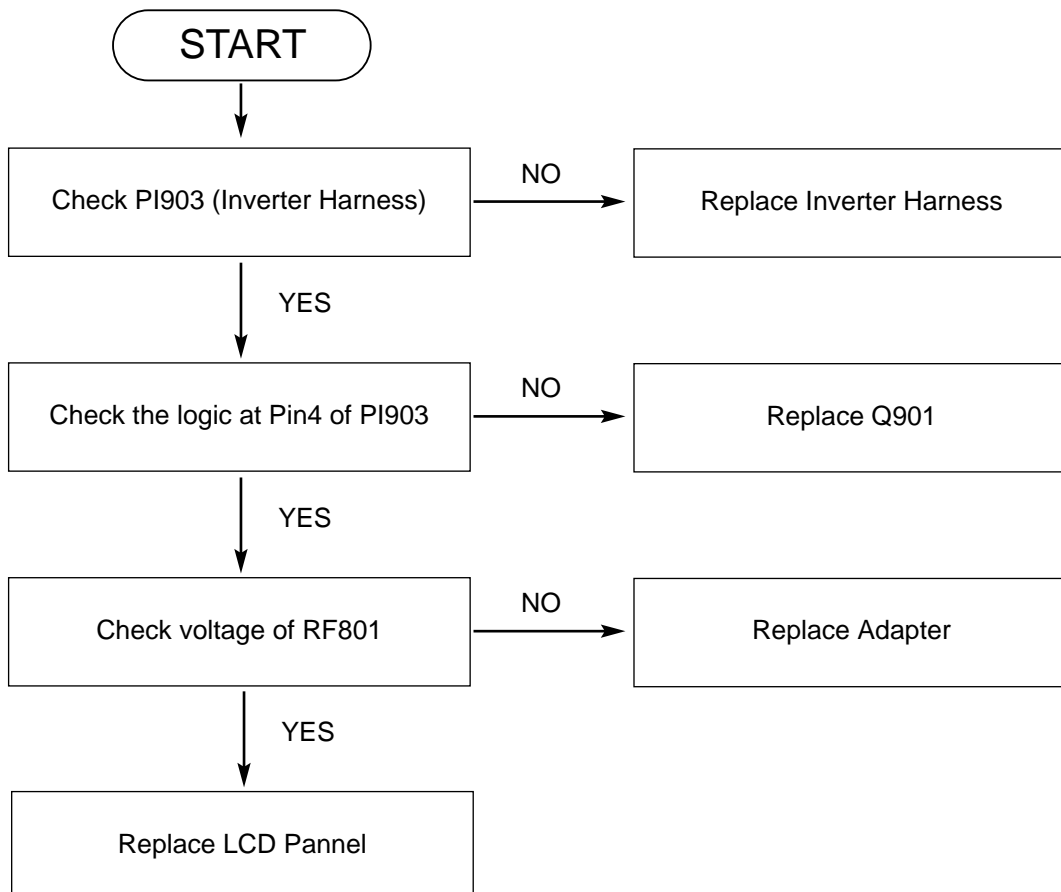 START
Check PI903 (Inverter Harness)
NO
Replace Inverter Harness
YES
Check the logic at Pin4 of PI903
NO
Replace Q901
YES
Check voltage of RF801
NO
Replace Adapter
YES
Replace LCD Pannel